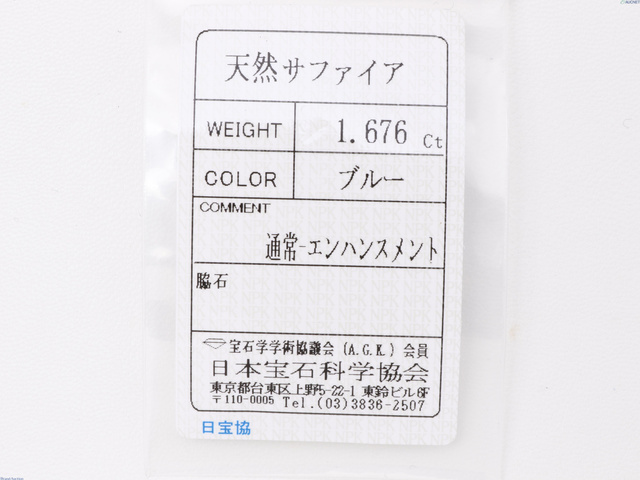 天然サファイア
WEIGHT 1.676 Ct
COLOR ブルー
COMMENT
通常-エンハンスメント
脇石
宝石学学術協議会(A.G.K.)会員
日本宝石科学協会
東京都台東区上野5-22-1 東鈴ビル6F
〒110-0005 Tel.(03)3836-2507
日宝協